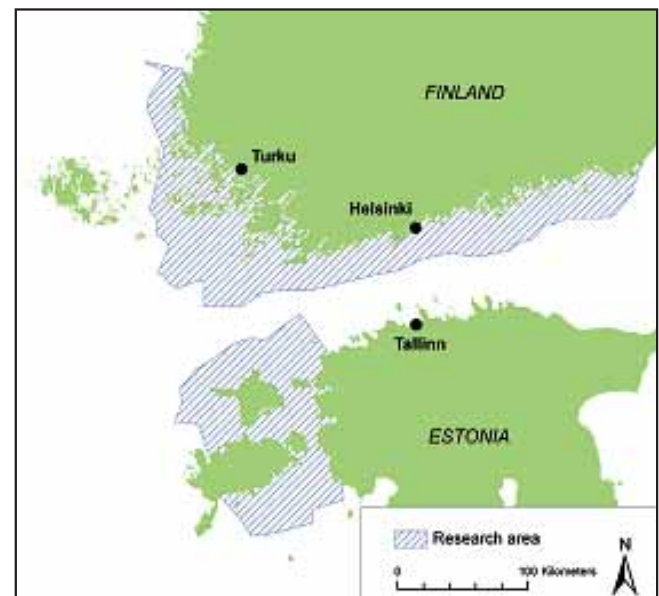 FINLAND
Turku
Helsinki
Tallinn
ESTONIA
Research area
N
0 100 Kilometers